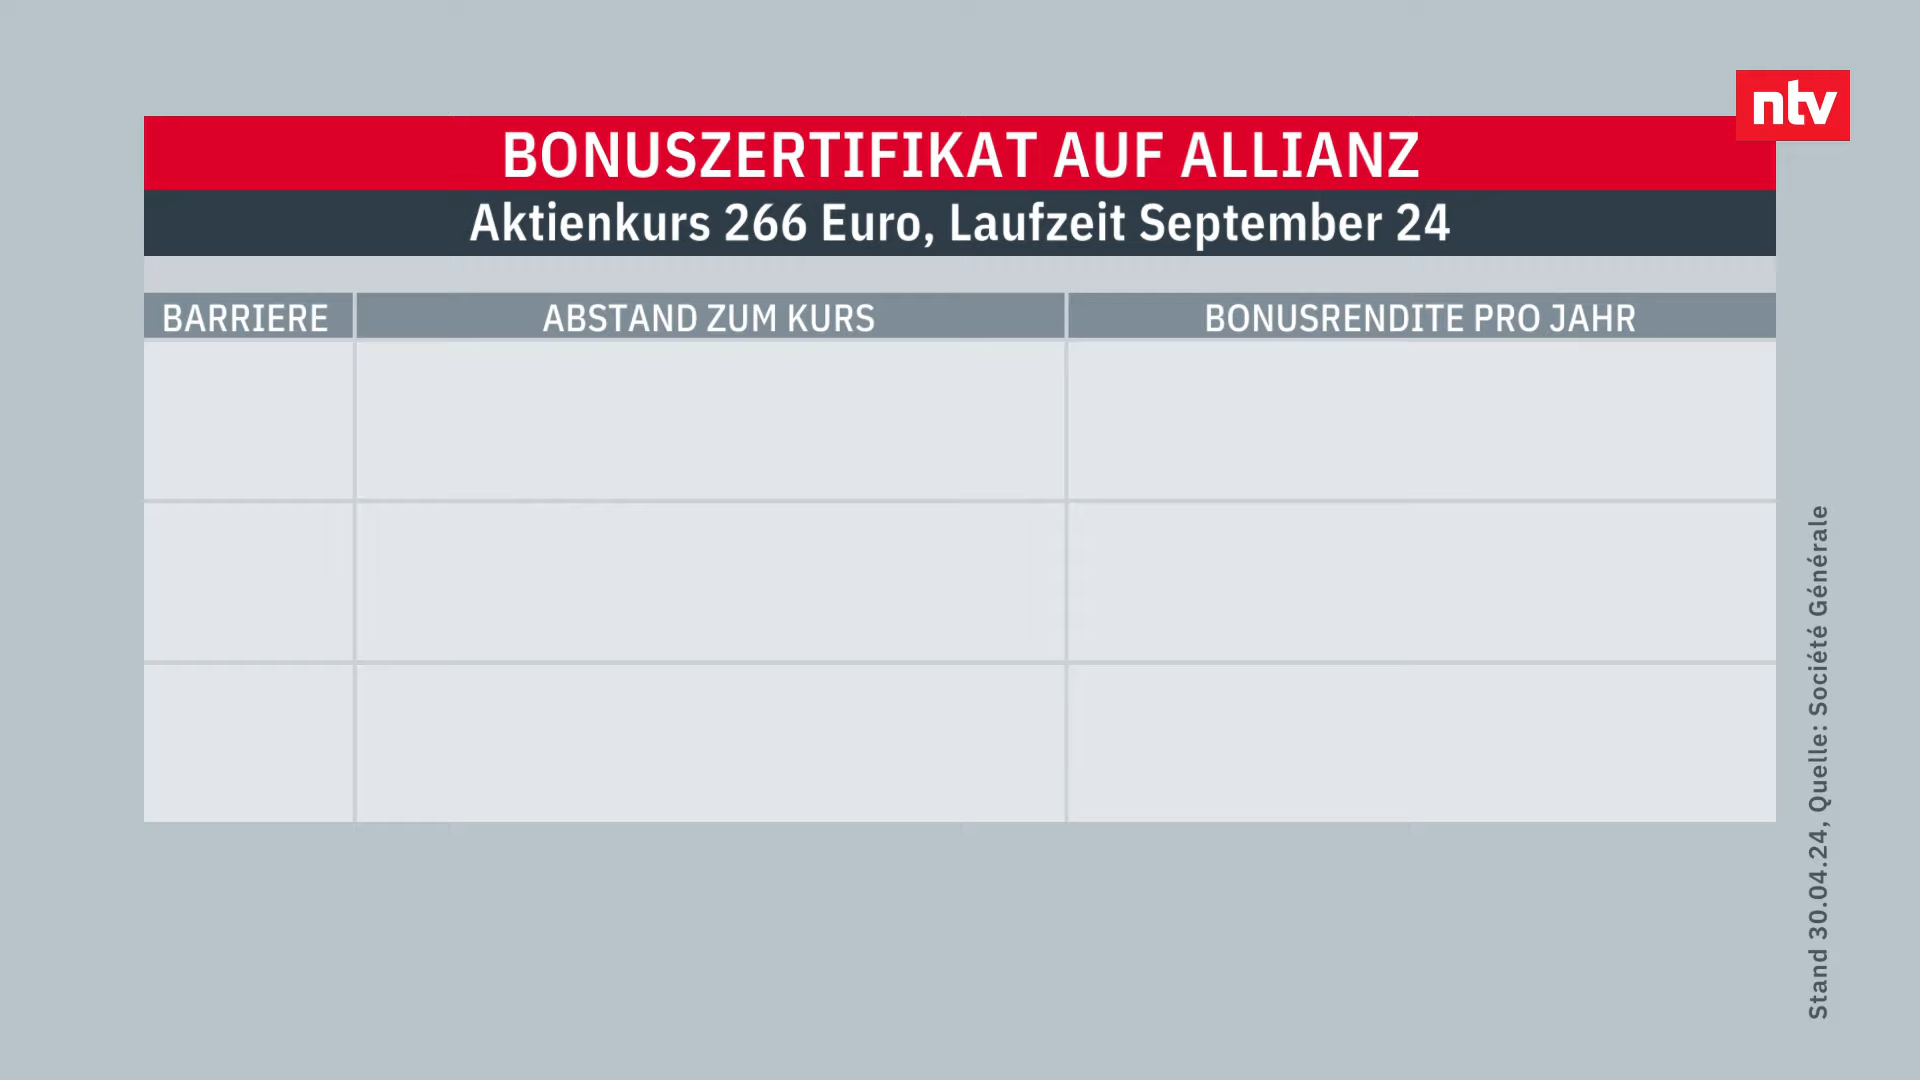 ntv
BONUSZERTIFIKAT AUF ALLIANZ
Aktienkurs 266 Euro, Laufzeit September 24
BARRIERE
ABSTAND ZUM KURS
BONUSRENDITE PRO JAHR
Stand 30.04.24, Quelle: Société Générale